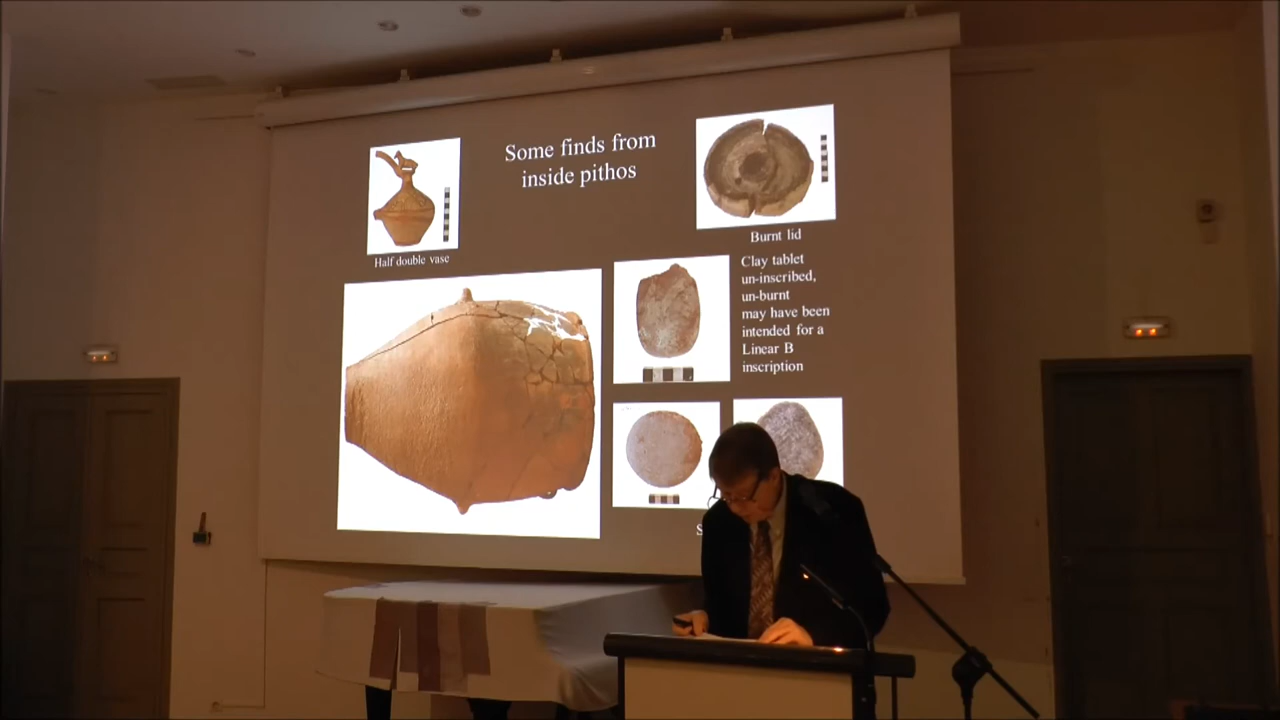 Some finds from
inside pithos
Half double vase
Burnt lid
Clay tablet
un-inscribed,
un-burnt
may have been
intended for a
Linear B
inscription